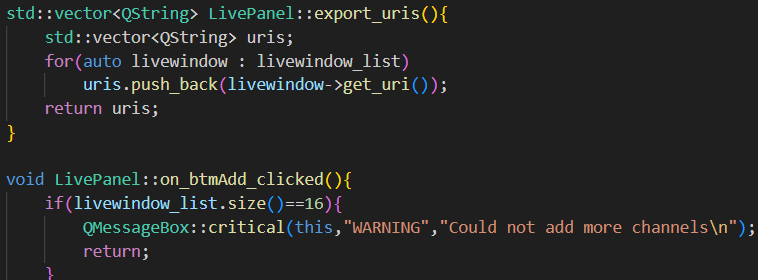 std::vector<QString> LivePanel::export_uris(){
    std::vector<QString> uris;
    for(auto livewindow : livewindow_list)
        uris.push_back(livewindow->get_uri());
    return uris;
}

void LivePanel::on_btmAdd_clicked(){
    if(livewindow_list.size()==16){
        QMessageBox::critical(this,"WARNING","Could not add more channels\n");
        return;
    }